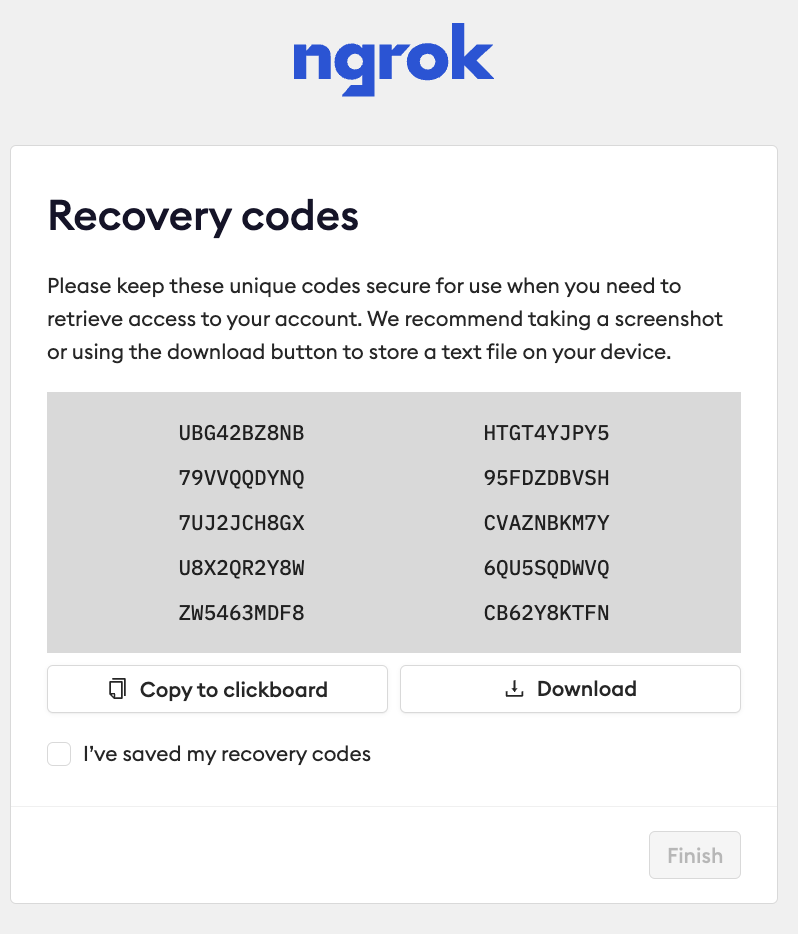 ngrok
Recovery codes
Please keep these unique codes secure for use when you need to
retrieve access to your account. We recommend taking a screenshot
or using the download button to store a text file on your device.
UBG42BZ8NB HTGT4YJPY5
79VVQQDYNQ 95FDZDBVSH
7UJ2JCH8GX CVAZNBKM7Y
U8X2QR2Y8W 6QU5SQDWVQ
ZW5463MDF8 CB62Y8KTFN
Copy to clickboard Download
I’ve saved my recovery codes
Finish